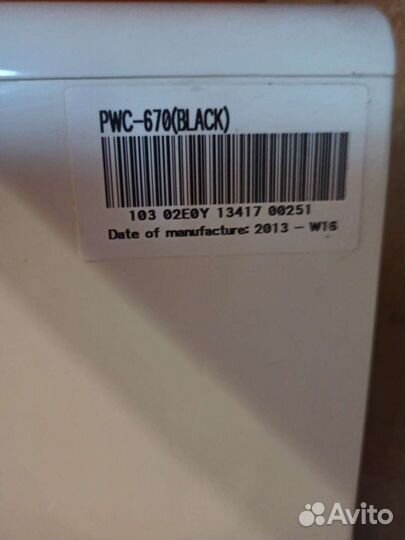 PWC-670(BLACK)
103 02E0Y 13417 00251
Date of manufacture: 2013 - W16
Avito